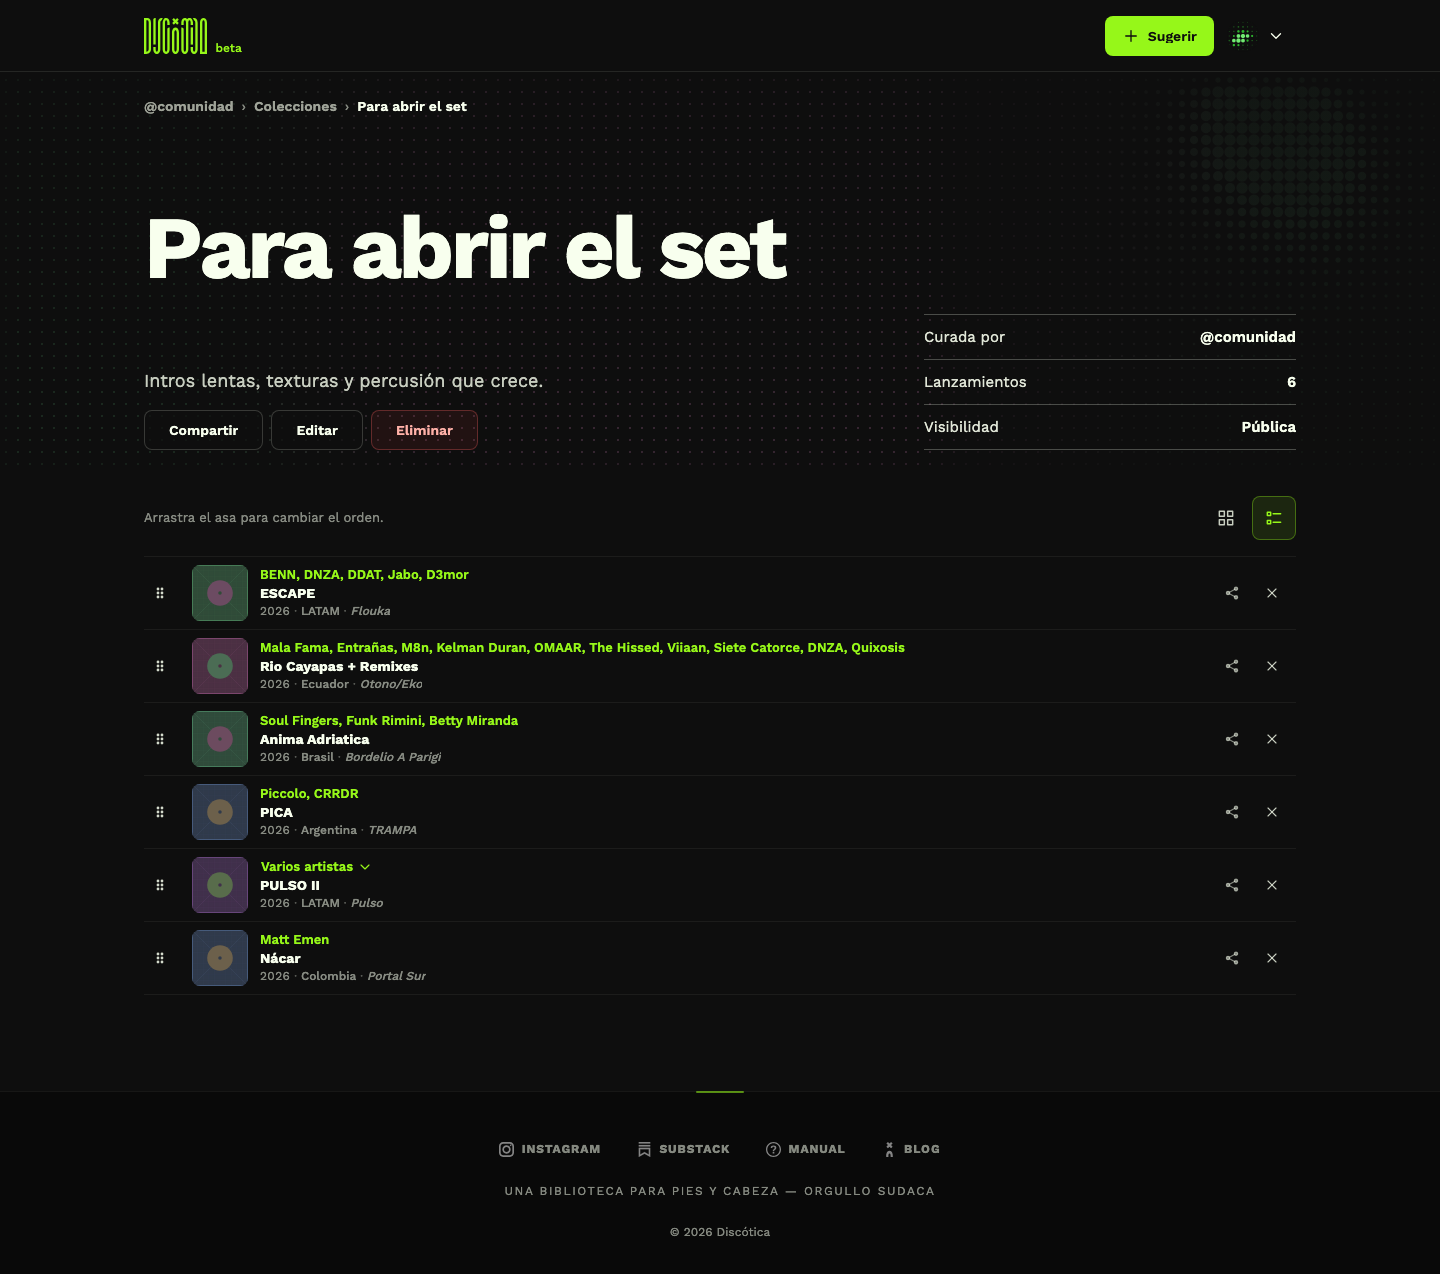 DISCÓTICA beta
Sugerir
@comunidad › Colecciones › Para abrir el set
Para abrir el set
Intros lentas, texturas y percusión que crece.
Compartir
Editar
Eliminar
Curada por @comunidad
Lanzamientos 6
Visibilidad Pública
Arrastra el asa para cambiar el orden.
BENN, DNZA, DDAT, Jabo, D3mor
ESCAPE
2026 · LATAM · Flouka
Mala Fama, Entrañas, M8n, Kelman Duran, OMAAR, The Hissed, Viiaan, Siete Catorce, DNZA, Quixosis
Rio Cayapas + Remixes
2026 · Ecuador · Otono/Eko
Soul Fingers, Funk Rimini, Betty Miranda
Anima Adriatica
2026 · Brasil · Bordelio A Parigi
Piccolo, CRRDR
PICA
2026 · Argentina · TRAMPA
Varios artistas
PULSO II
2026 · LATAM · Pulso
Matt Emen
Nácar
2026 · Colombia · Portal Sur
INSTAGRAM
SUBSTACK
MANUAL
BLOG
UNA BIBLIOTECA PARA PIES Y CABEZA — ORGULLO SUDACA
© 2026 Discótica